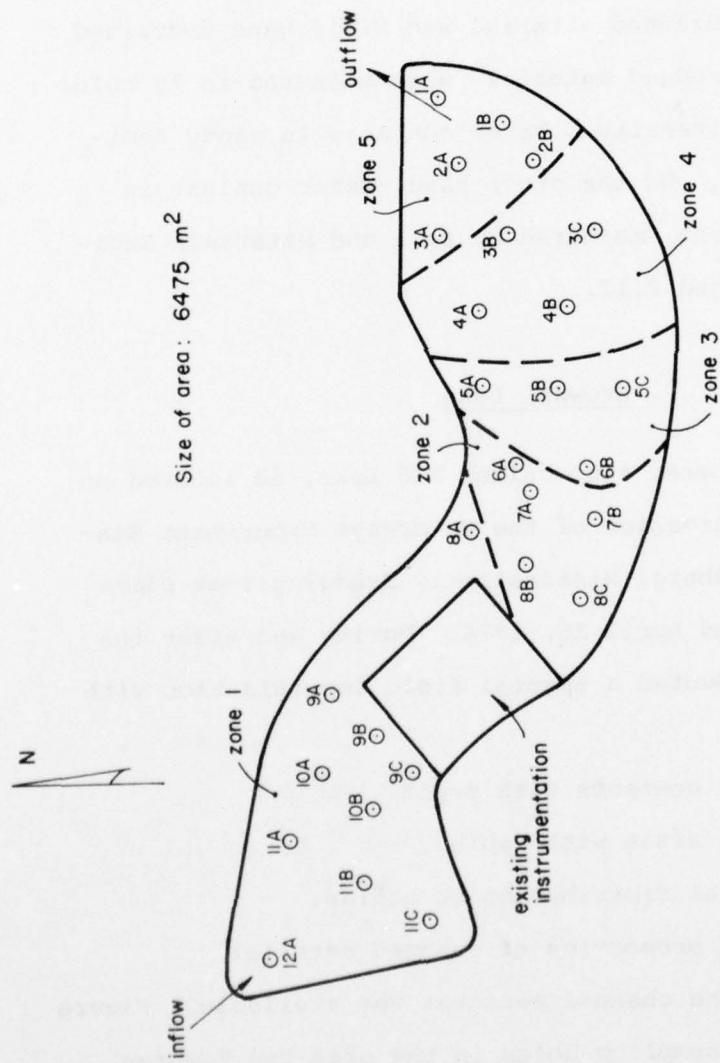 N
Size of area: 6475 m2
inflow
outflow
zone 1
zone 2
zone 5
zone 4
zone 3
existing
instrumentation
12A
11A
11B
11C
10A
10B
9A
9B
9C
8A
8B
8C
7A
7B
6A
6B
5A
5B
5C
4A
4B
3A
3B
3C
2A
2B
1A
1B